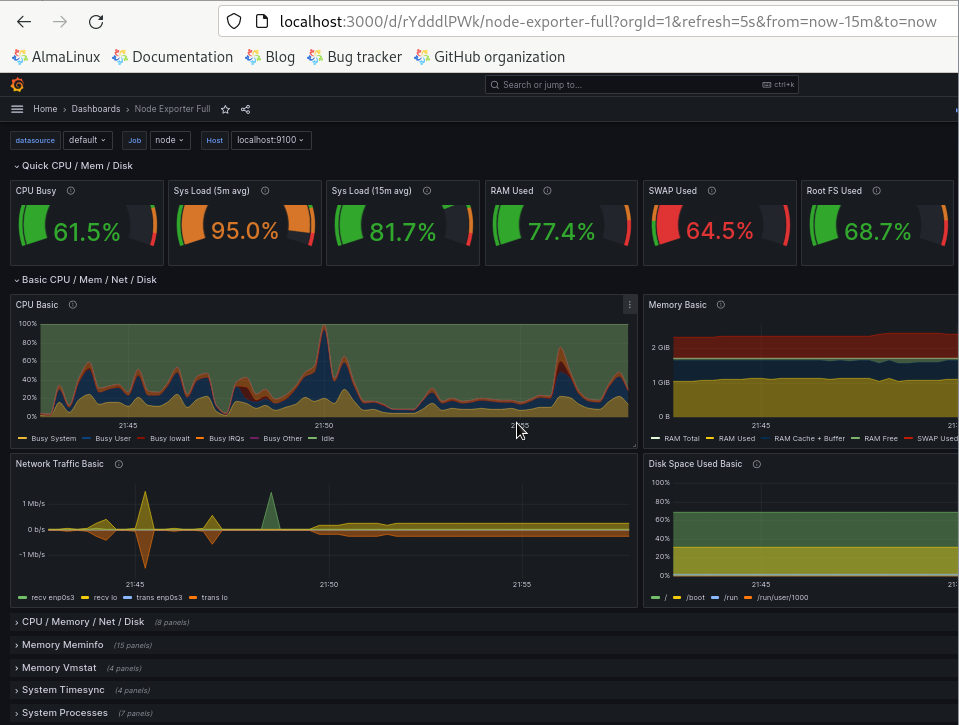 localhost:3000/d/rYdddlPWk/node-exporter-full?orgId=1&refresh=5s&from=now-15m&to=now
AlmaLinux Documentation Blog Bug tracker GitHub organization
Search or jump to... ctrl+k
Home › Dashboards › Node Exporter Full
datasource default Job node Host localhost:9100
Quick CPU / Mem / Disk
CPU Busy Sys Load (5m avg) Sys Load (15m avg) RAM Used SWAP Used Root FS Used
61.5% 95.0% 81.7% 77.4% 64.5% 68.7%
Basic CPU / Mem / Net / Disk
CPU Basic
100%
80%
60%
40%
20%
0%
21:45 21:50
Busy System Busy User Busy Iowait Busy IRQs Busy Other Idle
Memory Basic
2 GiB
1 GiB
0 B
21:45 21:
RAM Total RAM Used RAM Cache + Buffer RAM Free SWAP Used
Network Traffic Basic
1 Mb/s
0 b/s
-1 Mb/s
21:45 21:50 21:55
recv enp0s3 recv lo trans enp0s3 trans lo
Disk Space Used Basic
100%
80%
60%
40%
20%
0%
21:45 21:
/ /boot /run /run/user/1000
CPU / Memory / Net / Disk (8 panels)
Memory Meminfo (15 panels)
Memory Vmstat (4 panels)
System Timesync (4 panels)
System Processes (7 panels)